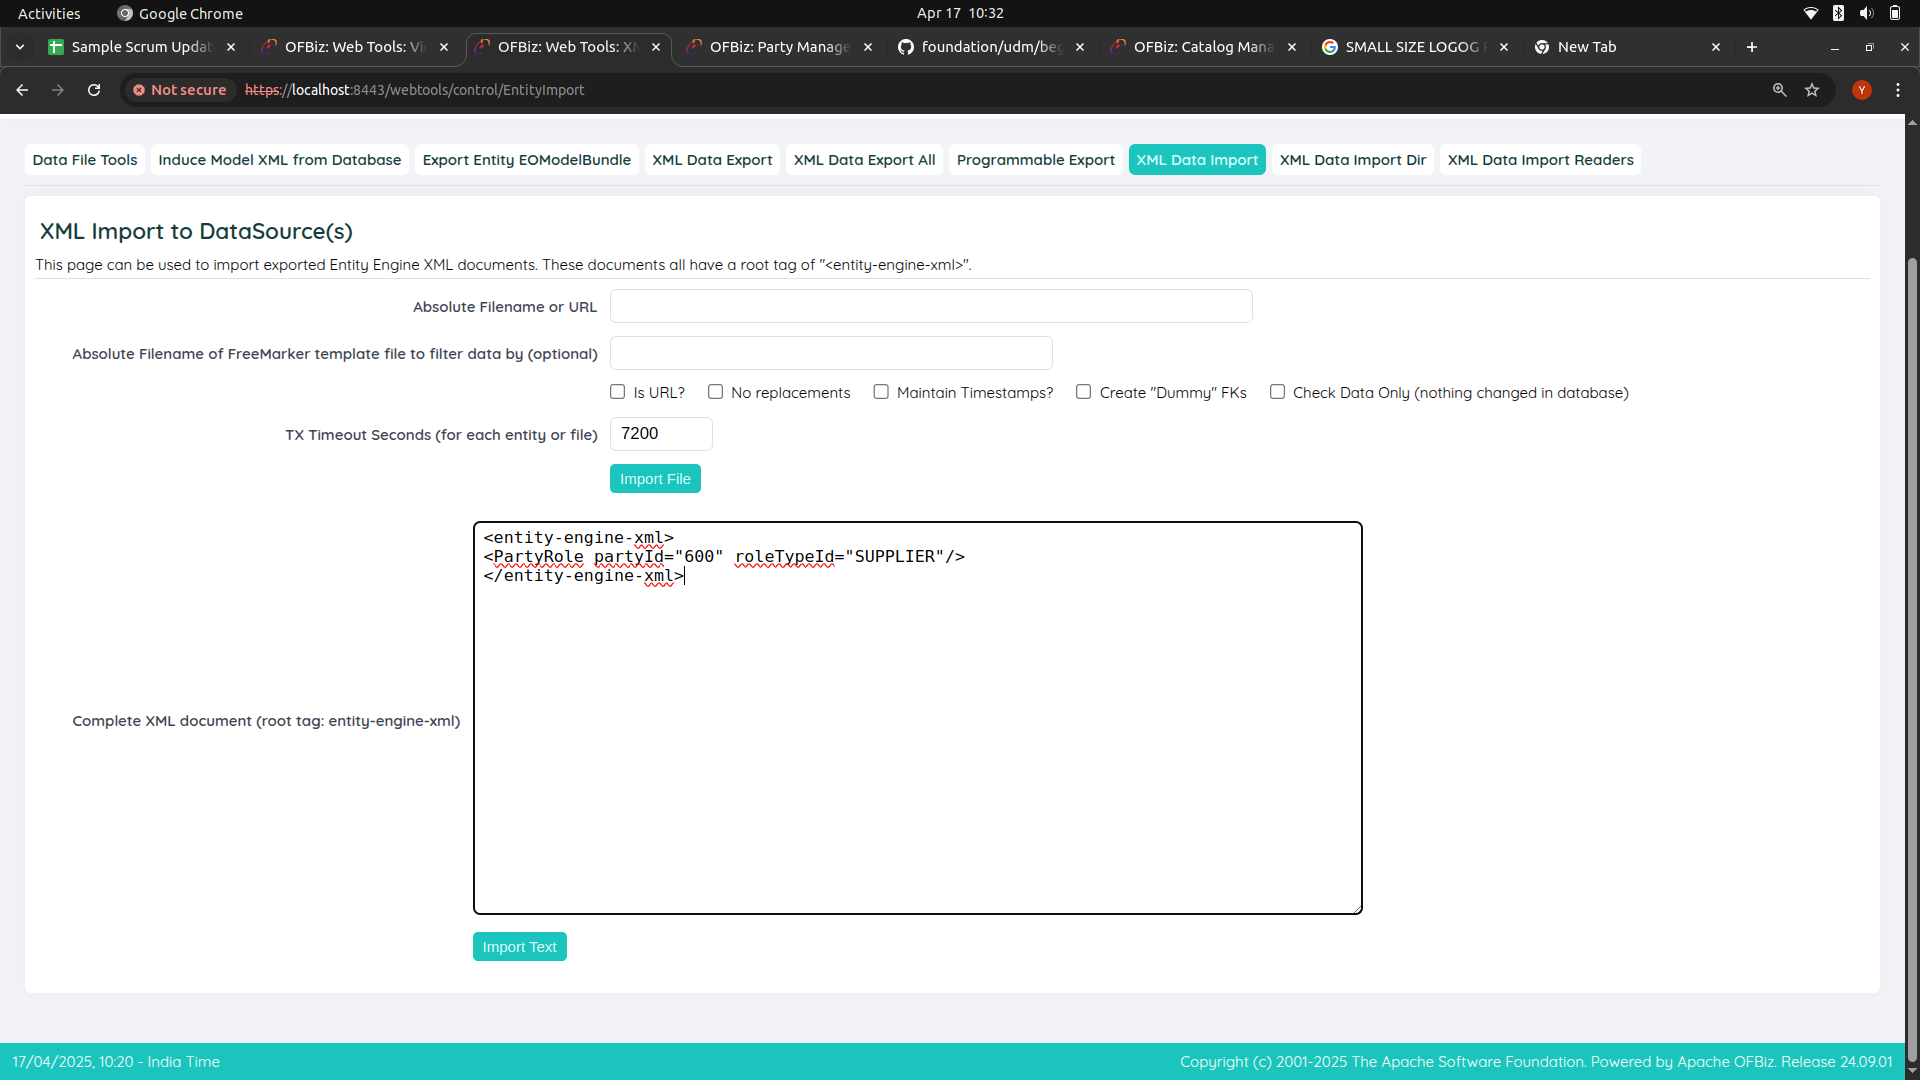 Activities
Google Chrome
Apr 17 10:32
Sample Scrum Updat
OFBiz: Web Tools: Vi
OFBiz: Web Tools: XM
OFBiz: Party Manage
foundation/udm/beg
OFBiz: Catalog Mana
SMALL SIZE LOGOG
New Tab
Not secure
https://localhost:8443/webtools/control/EntityImport
Y
Data File Tools
Induce Model XML from Database
Export Entity EOModelBundle
XML Data Export
XML Data Export All
Programmable Export
XML Data Import
XML Data Import Dir
XML Data Import Readers
XML Import to DataSource(s)
This page can be used to import exported Entity Engine XML documents. These documents all have a root tag of "<entity-engine-xml>".
Absolute Filename or URL
Absolute Filename of FreeMarker template file to filter data by (optional)
Is URL?
No replacements
Maintain Timestamps?
Create "Dummy" FKs
Check Data Only (nothing changed in database)
TX Timeout Seconds (for each entity or file)
7200
Import File
<entity-engine-xml>
<PartyRole partyId="600" roleTypeId="SUPPLIER"/>
</entity-engine-xml>
Complete XML document (root tag: entity-engine-xml)
Import Text
17/04/2025, 10:20 - India Time
Copyright (c) 2001-2025 The Apache Software Foundation. Powered by Apache OFBiz. Release 24.09.01